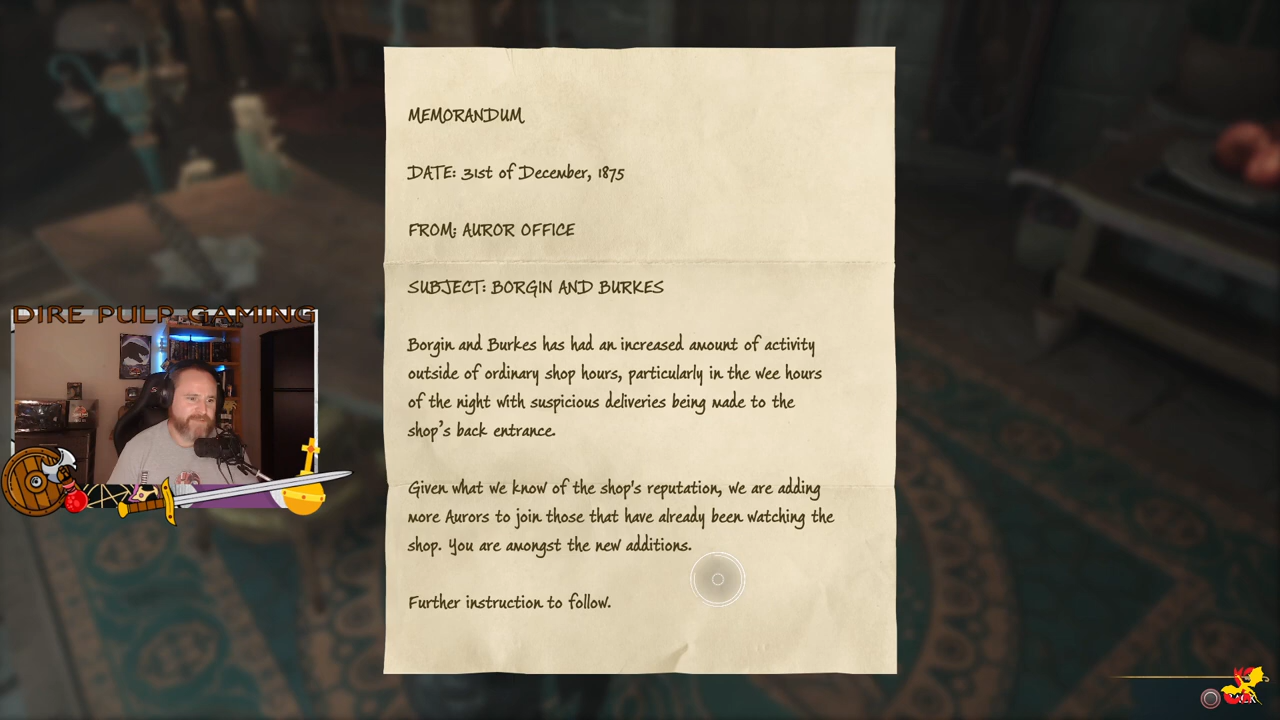 MEMORANDUM
DATE: 31st of December, 1875
FROM: AUROR OFFICE
SUBJECT: BORGIN AND BURKES
Borgin and Burkes has had an increased amount of activity
outside of ordinary shop hours, particularly in the wee hours
of the night with suspicious deliveries being made to the
shop's back entrance.
Given what we know of the shop's reputation, we are adding
more Aurors to join those that have already been watching the
shop. You are amongst the new additions.
Further instruction to follow.
DIRE PULP GAMING